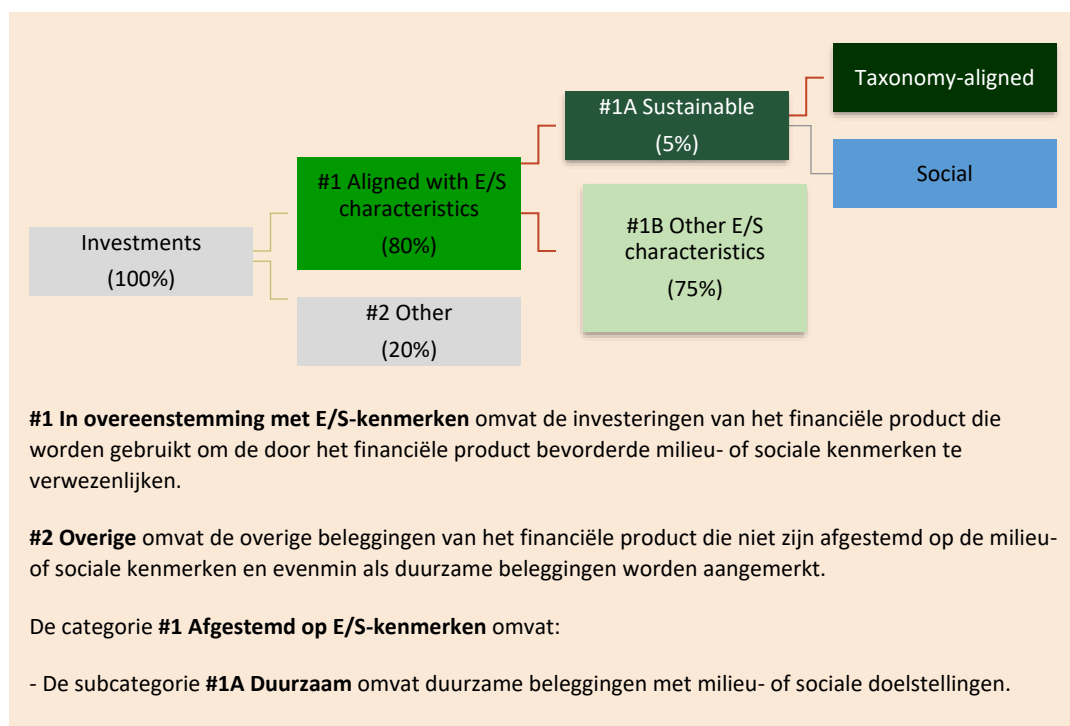 Taxonomy-aligned
#1A Sustainable
(5%)
Social
#1 Aligned with E/S
characteristics
(80%)
#1B Other E/S
characteristics
(75%)
Investments
(100%)
#2 Other
(20%)
#1 In overeenstemming met E/S-kenmerken omvat de investeringen van het financiële product die
worden gebruikt om de door het financiële product bevorderde milieu- of sociale kenmerken te
verwezenlijken.
#2 Overige omvat de overige beleggingen van het financiële product die niet zijn afgestemd op de milieu-
of sociale kenmerken en evenmin als duurzame beleggingen worden aangemerkt.
De categorie #1 Afgestemd op E/S-kenmerken omvat:
- De subcategorie #1A Duurzaam omvat duurzame beleggingen met milieu- of sociale doelstellingen.